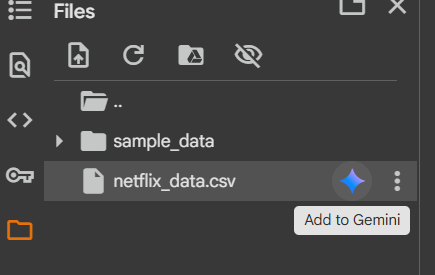 Files
..
sample_data
netflix_data.csv
Add to Gemini